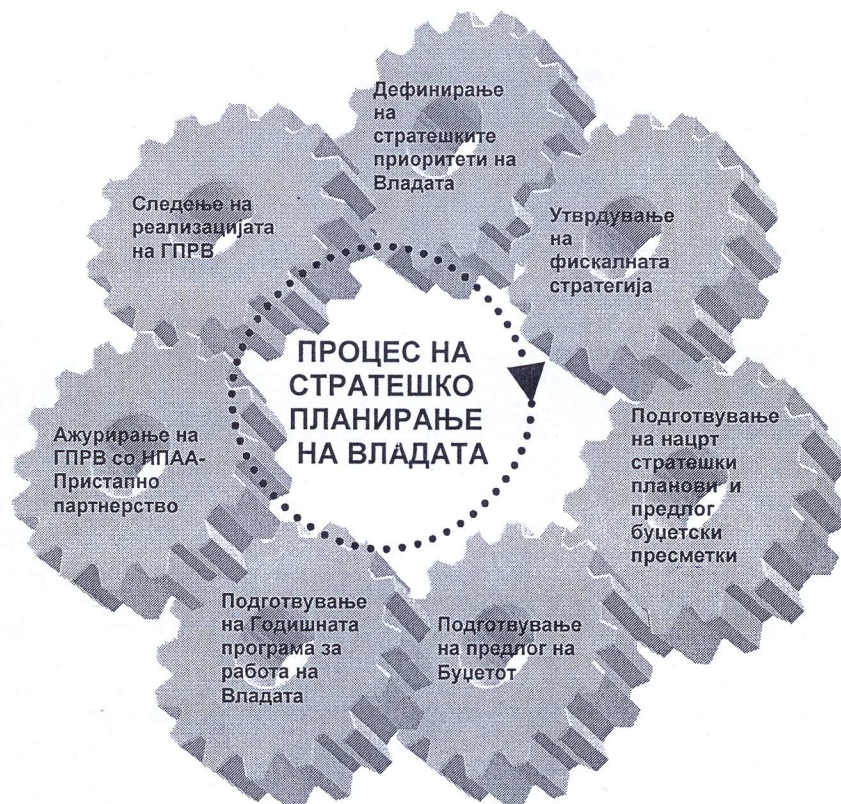 Дефинирање
на
стратешките
приоритети на
Владата
Утврдување
на
фискалната
стратегија
Подготвување
на нацрт
стратешки
планови и
предлог
буџетски
пресметки
Подготвување
на предлог на
Буџетот
Подготвување
на Годишната
програма за
работа на
Владата
Ажурирање на
ГПРВ со НПАА-
Пристапно
партнерство
Следење на
реализацијата
на ГПРВ
ПРОЦЕС НА
СТРАТЕШКО
ПЛАНИРАЊЕ
НА ВЛАДАТА